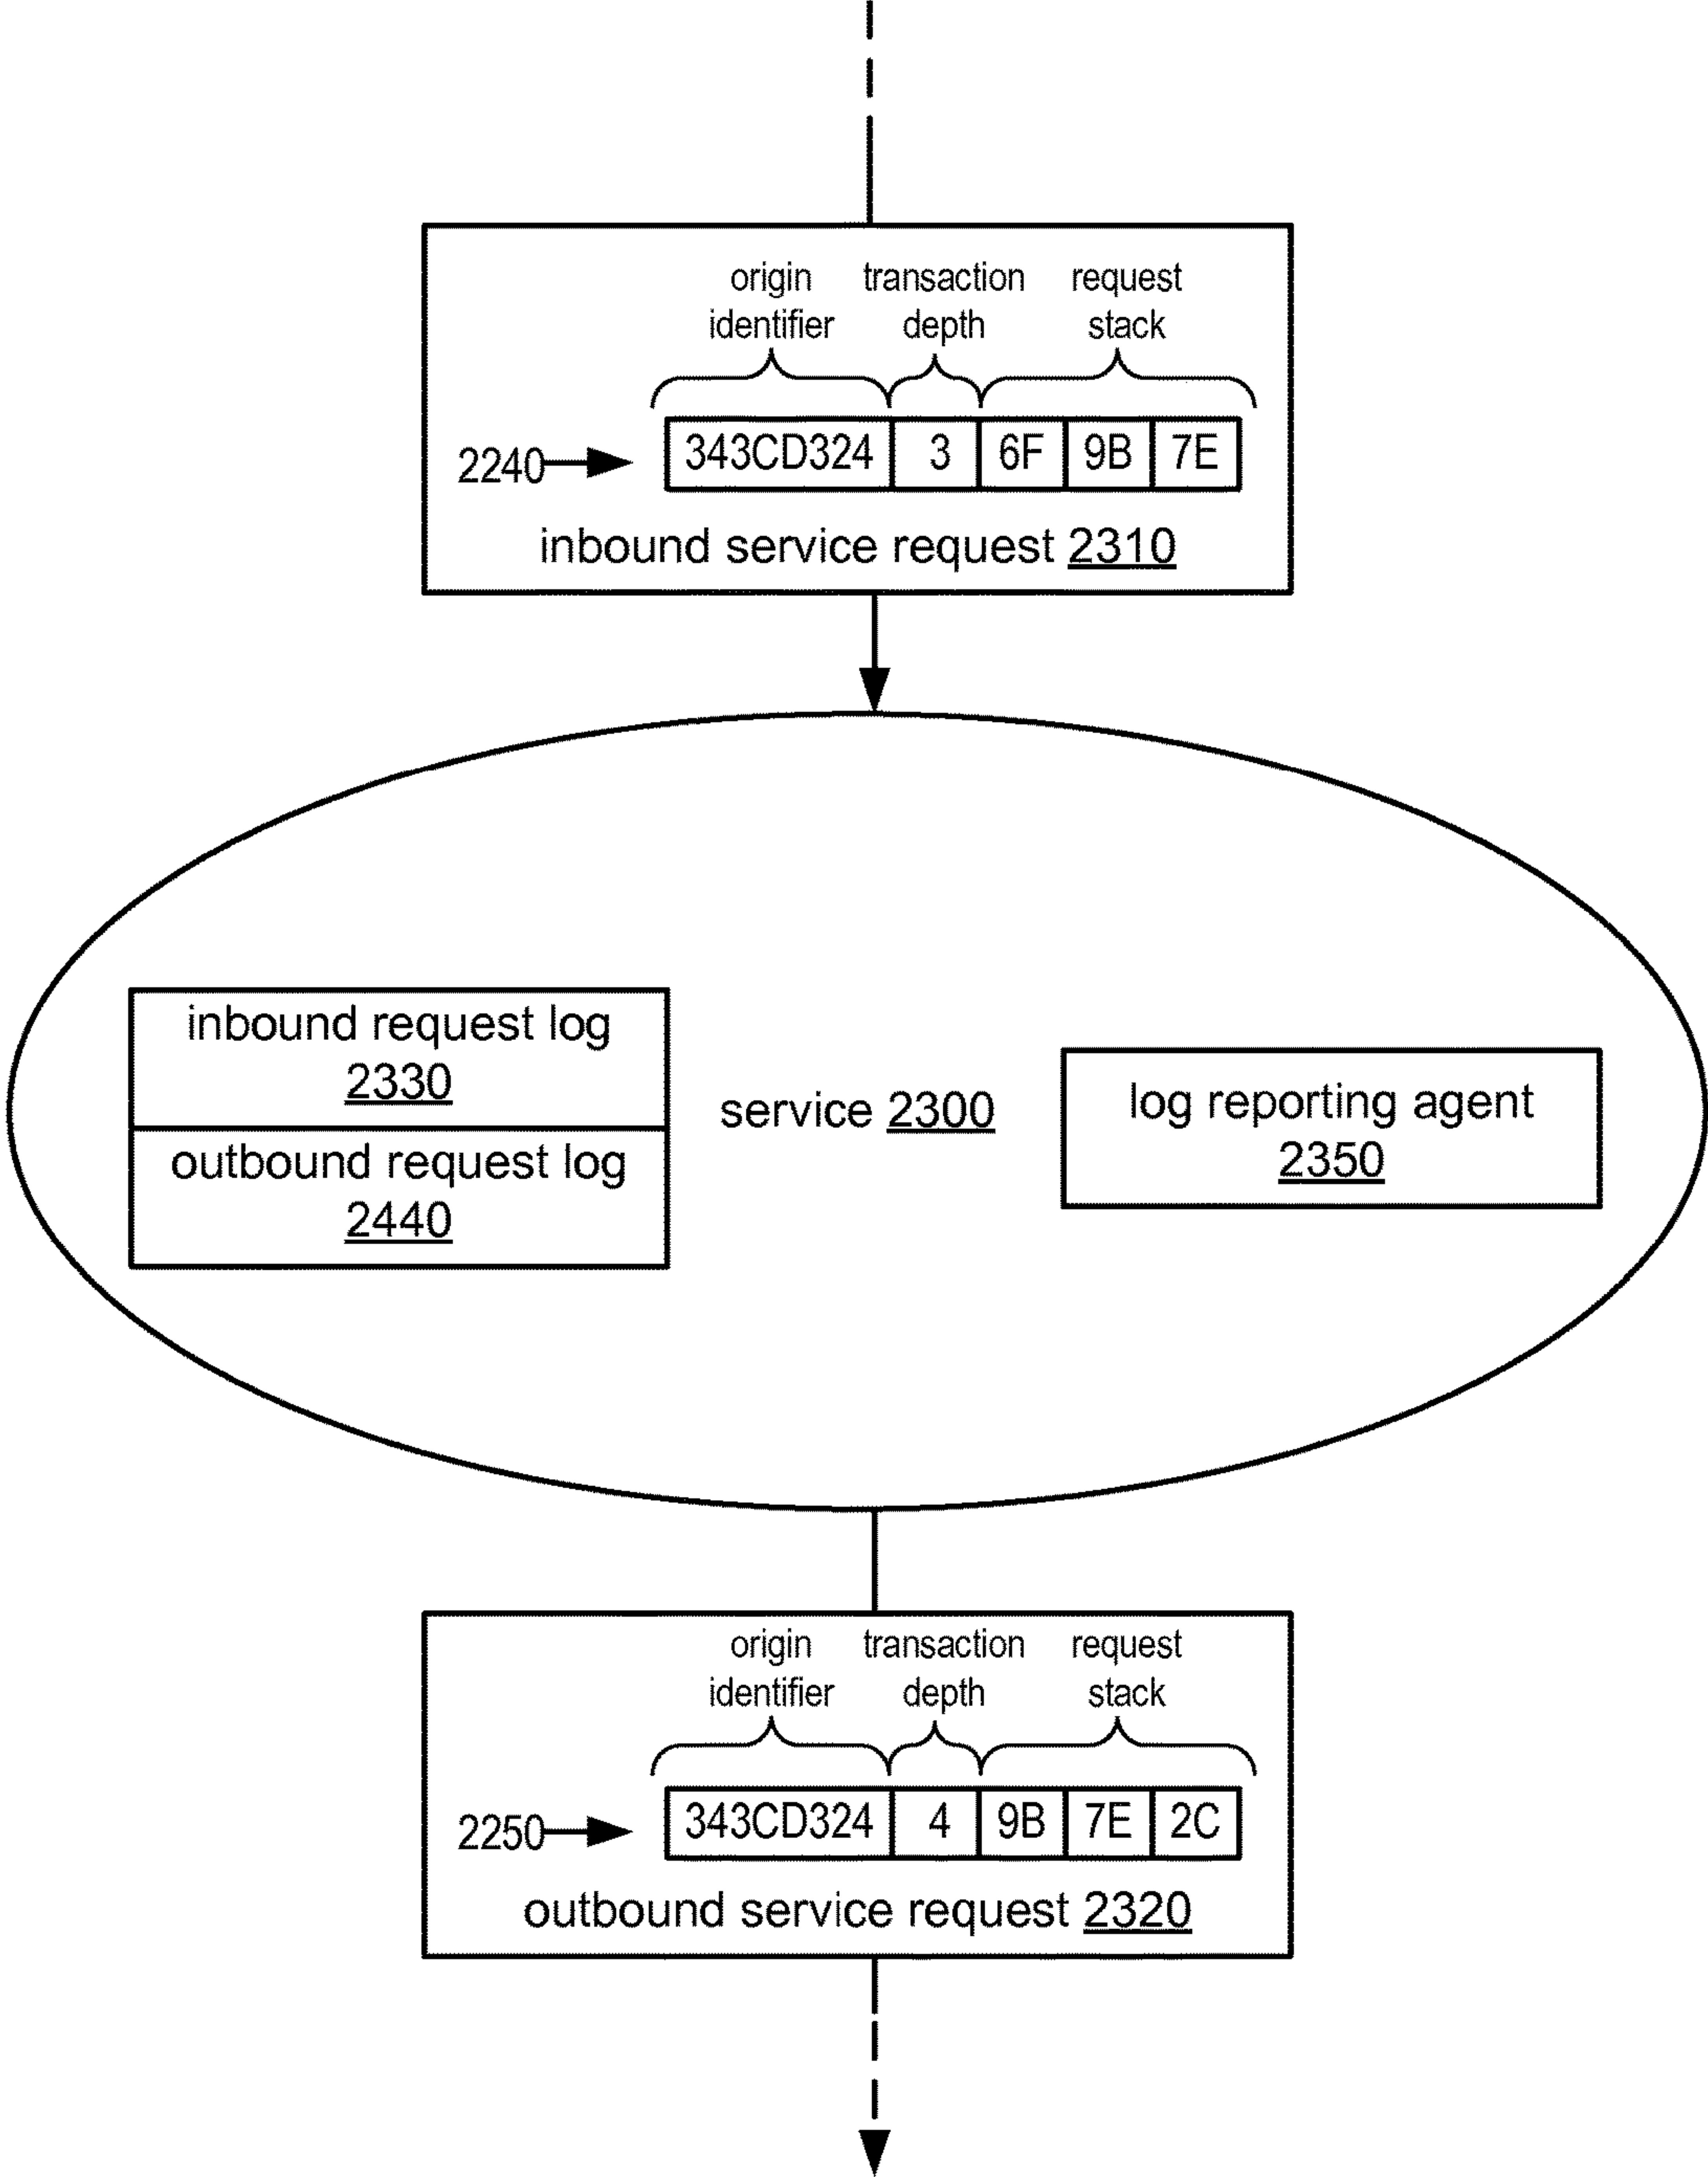 origin transaction request
identifier depth stack
2240 343CD324 3 6F 9B 7E
inbound service request 2310
inbound request log
2330
outbound request log
2440
service 2300
log reporting agent
2350
origin transaction request
identifier depth stack
2250 343CD324 4 9B 7E 2C
outbound service request 2320